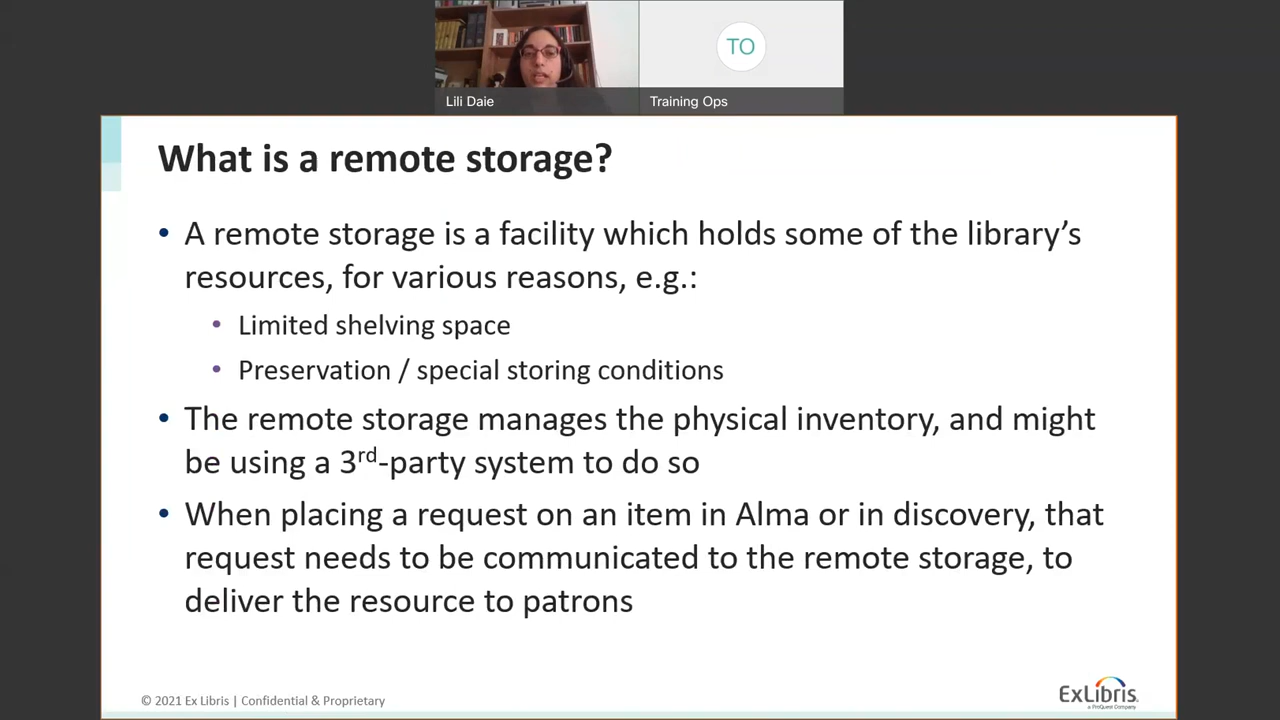 TO
Lili Daie
Training Ops
What is a remote storage?
• A remote storage is a facility which holds some of the library’s
resources, for various reasons, e.g.:
• Limited shelving space
• Preservation / special storing conditions
• The remote storage manages the physical inventory, and might
be using a 3rd-party system to do so
• When placing a request on an item in Alma or in discovery, that
request needs to be communicated to the remote storage, to
deliver the resource to patrons
© 2021 Ex Libris | Confidential & Proprietary
ExLibris
a ProQuest Company